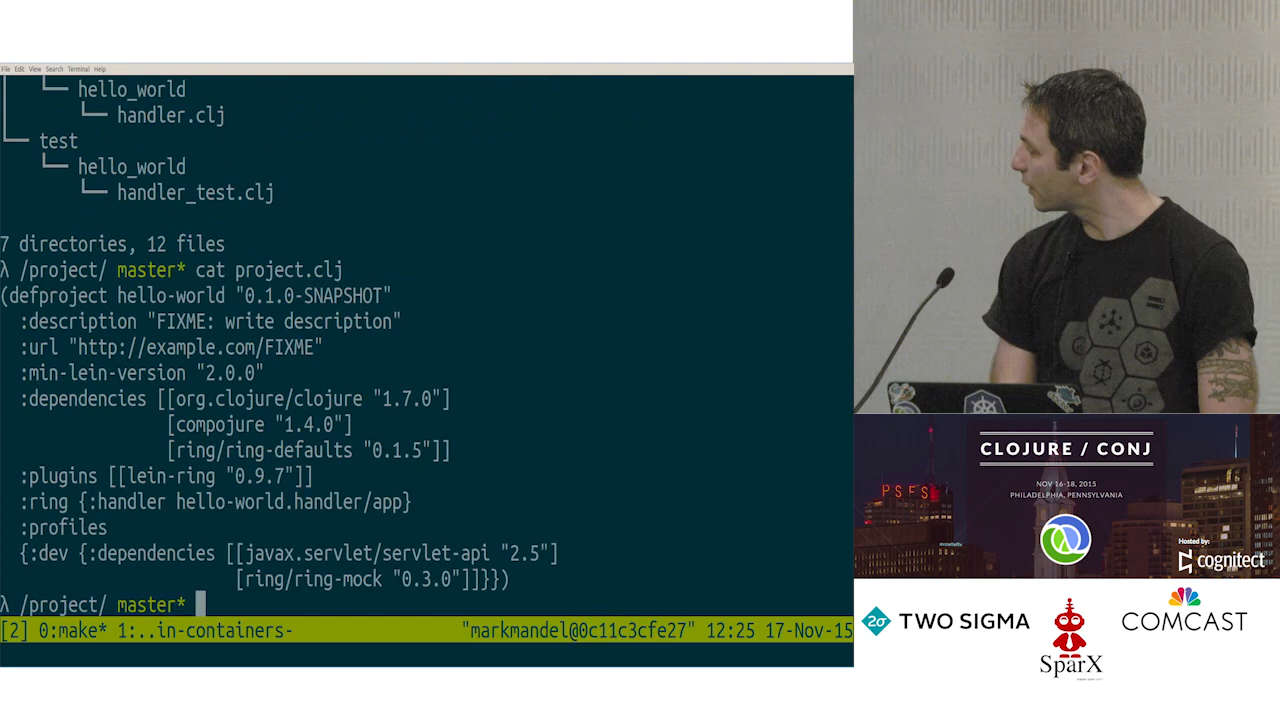 File Edit View Search Terminal Help
└── hello_world
└── handler.clj
└── test
└── hello_world
└── handler_test.clj
7 directories, 12 files
λ /project/ master* cat project.clj
(defproject hello-world "0.1.0-SNAPSHOT"
:description "FIXME: write description"
:url "http://example.com/FIXME"
:min-lein-version "2.0.0"
:dependencies [[org.clojure/clojure "1.7.0"]
[compojure "1.4.0"]
[ring/ring-defaults "0.1.5"]]
:plugins [[lein-ring "0.9.7"]]
:ring {:handler hello-world.handler/app}
:profiles
{:dev {:dependencies [[javax.servlet/servlet-api "2.5"]
[ring/ring-mock "0.3.0"]]}})
λ /project/ master*
[2] 0:make* 1:..in-containers- "markmandel@0c11c3cfe27" 12:25 17-Nov-15
CLOJURE / CONJ
NOV 16-18, 2015
PHILADELPHIA, PENNSYLVANIA
PSFS
Hosted by:
cognitect
2σ TWO SIGMA
SparX
COMCAST